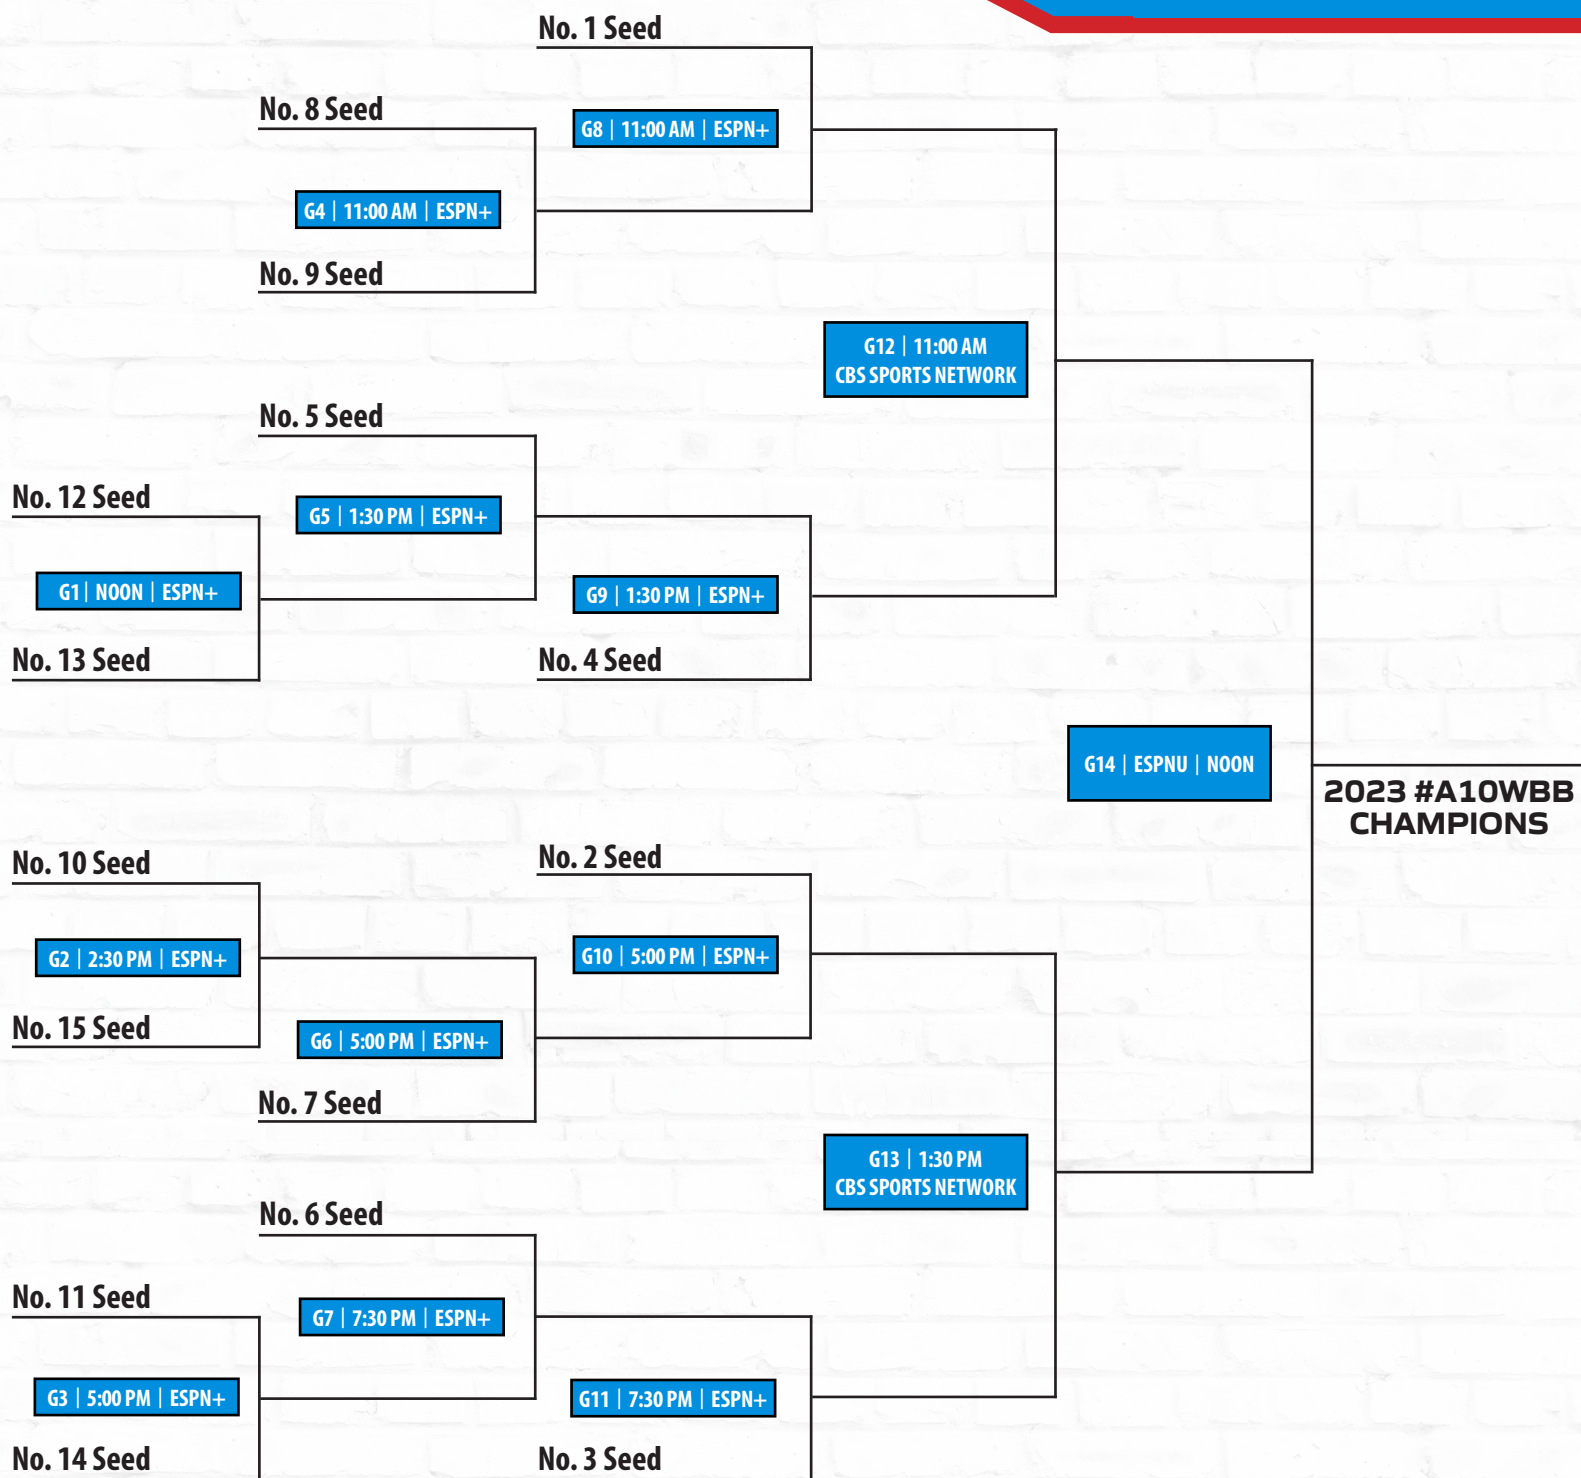 No. 1 Seed
No. 8 Seed
G8 | 11:00 AM | ESPN+
G4 | 11:00 AM | ESPN+
No. 9 Seed
G12 | 11:00 AM
CBS SPORTS NETWORK
No. 5 Seed
No. 12 Seed
G5 | 1:30 PM | ESPN+
G1 | NOON | ESPN+
G9 | 1:30 PM | ESPN+
No. 13 Seed
No. 4 Seed
G14 | ESPNU | NOON
2023 #A10WBB
CHAMPIONS
No. 10 Seed
No. 2 Seed
G2 | 2:30 PM | ESPN+
G10 | 5:00 PM | ESPN+
No. 15 Seed
G6 | 5:00 PM | ESPN+
No. 7 Seed
G13 | 1:30 PM
CBS SPORTS NETWORK
No. 6 Seed
No. 11 Seed
G7 | 7:30 PM | ESPN+
G3 | 5:00 PM | ESPN+
G11 | 7:30 PM | ESPN+
No. 14 Seed
No. 3 Seed